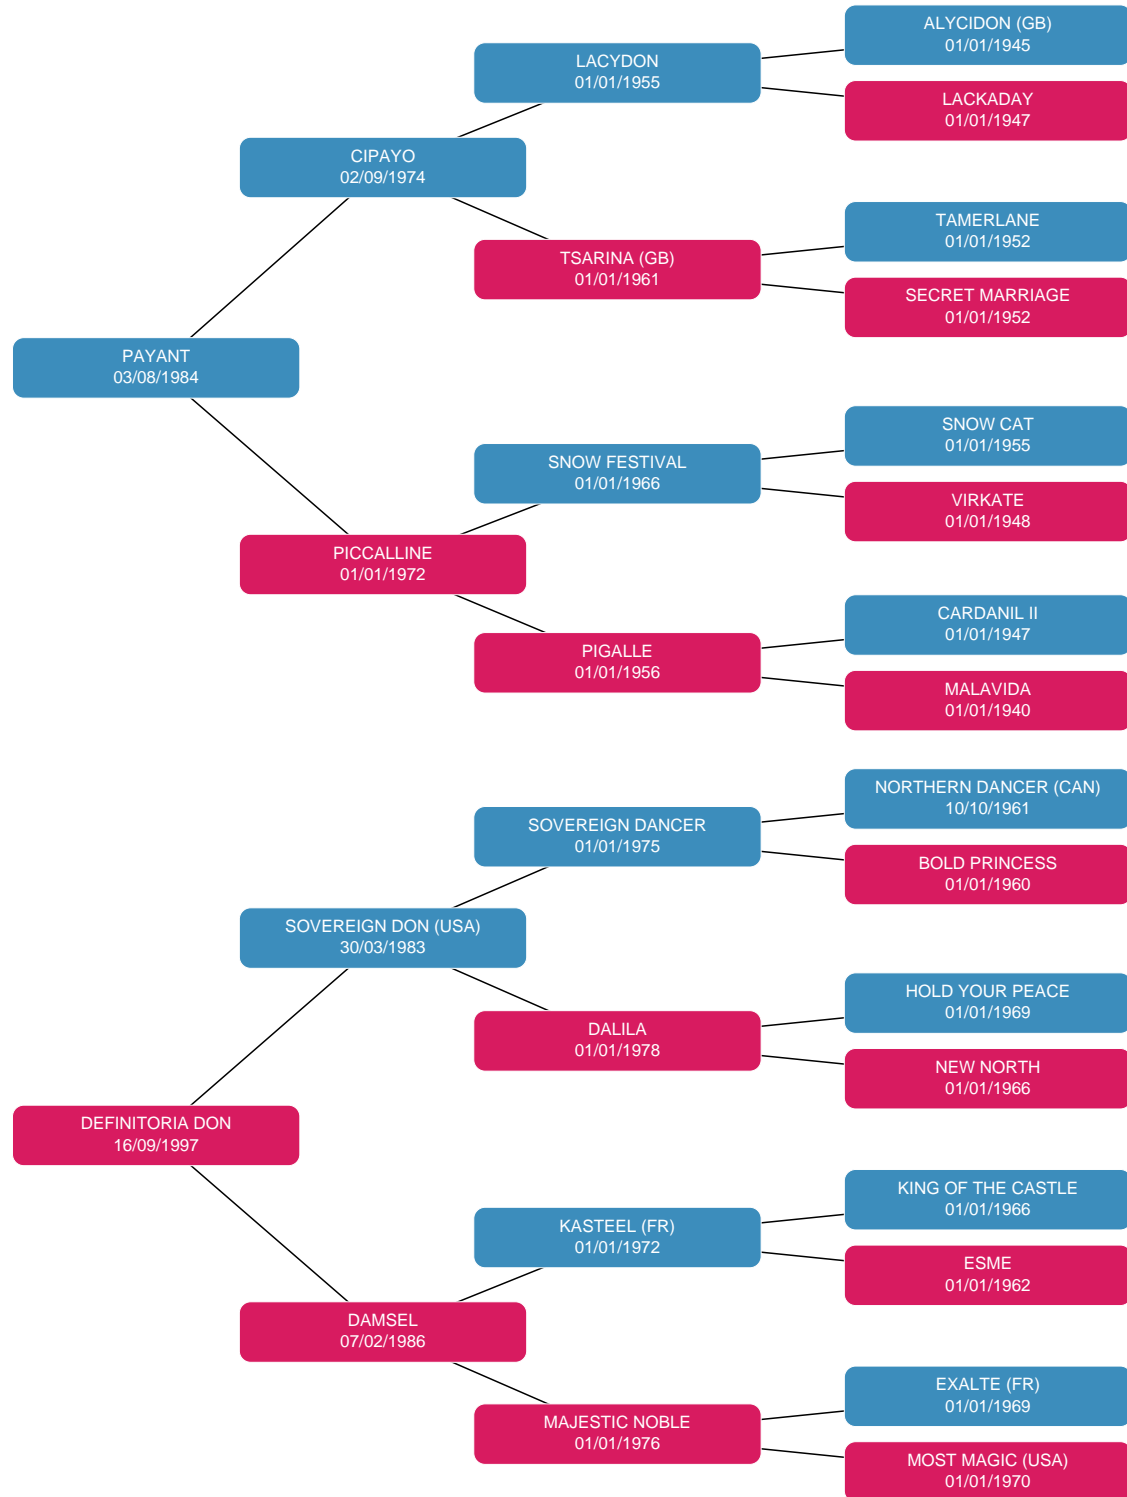 ALYCIDON (GB)
01/01/1945
LACYDON
01/01/1955
LACKADAY
01/01/1947
CIPAYO
02/09/1974
TAMERLANE
01/01/1952
TSARINA (GB)
01/01/1961
SECRET MARRIAGE
01/01/1952
PAYANT
03/08/1984
SNOW CAT
01/01/1955
SNOW FESTIVAL
01/01/1966
VIRKATE
01/01/1948
PICCALLINE
01/01/1972
CARDANIL II
01/01/1947
PIGALLE
01/01/1956
MALAVIDA
01/01/1940
NORTHERN DANCER (CAN)
10/10/1961
SOVEREIGN DANCER
01/01/1975
BOLD PRINCESS
01/01/1960
SOVEREIGN DON (USA)
30/03/1983
HOLD YOUR PEACE
01/01/1969
DALILA
01/01/1978
NEW NORTH
01/01/1966
DEFINITORIA DON
16/09/1997
KING OF THE CASTLE
01/01/1966
KASTEEL (FR)
01/01/1972
ESME
01/01/1962
DAMSEL
07/02/1986
EXALTE (FR)
01/01/1969
MAJESTIC NOBLE
01/01/1976
MOST MAGIC (USA)
01/01/1970